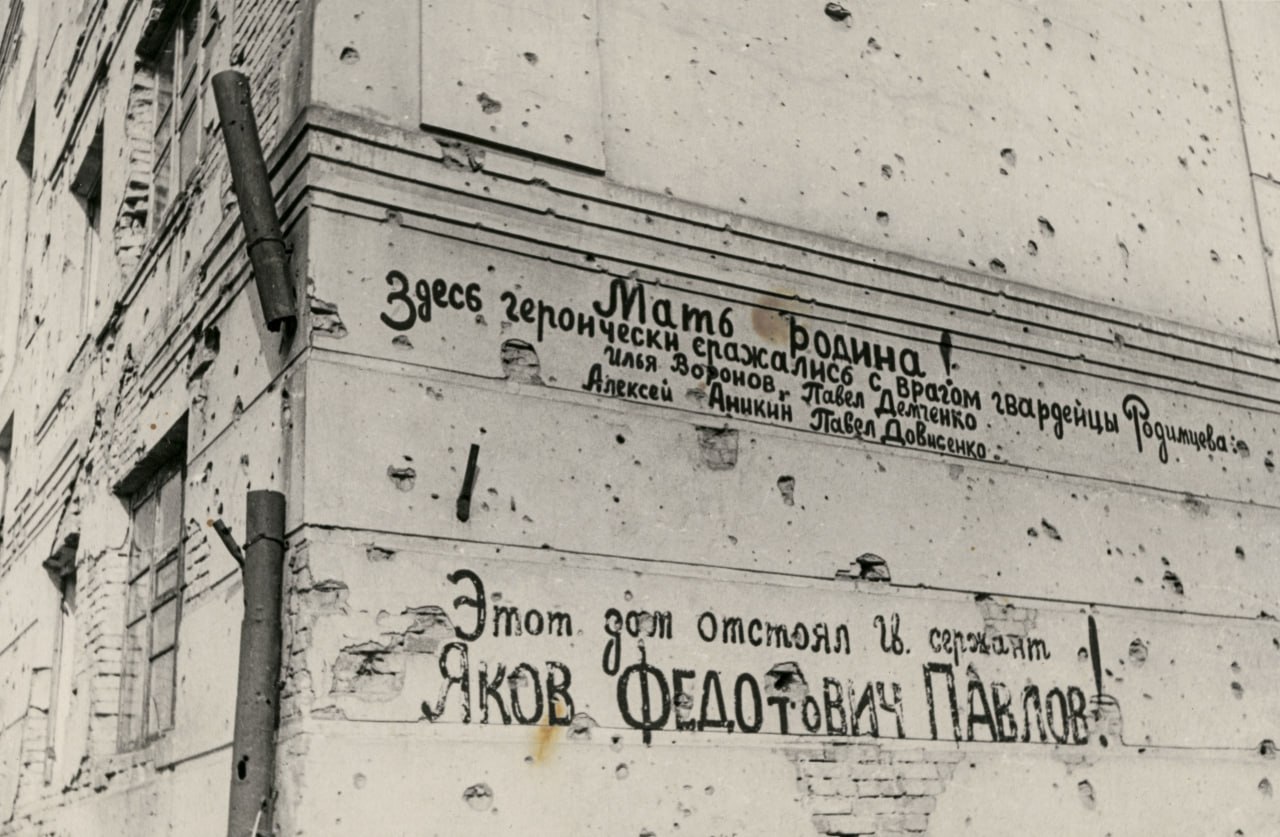 Мать Родина!
Здесь героически сражались с врагом гвардейцы Родимцева:
Илья Воронов, Павел Демченко
Алексей Аникин Павел Довисенко.
Этот дом отстоял Гв. сержант
Яков Федотович Павлов!